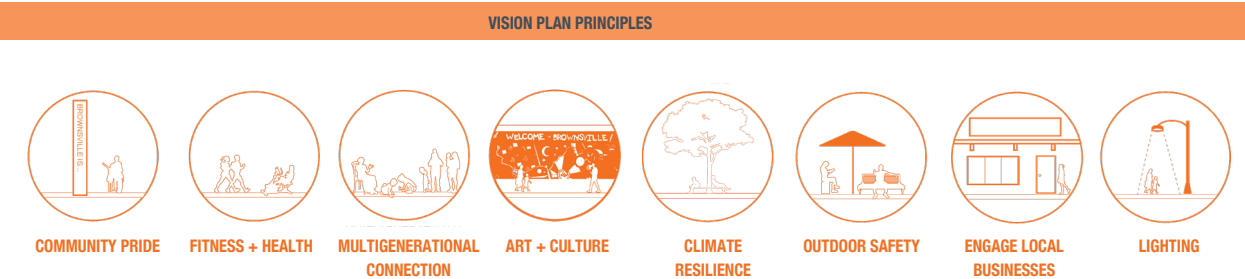 VISION PLAN PRINCIPLES
BROWNSVILLE IS...
WELCOME - BROWNSVILLE!
COMMUNITY PRIDE
FITNESS + HEALTH
MULTIGENERATIONAL
CONNECTION
ART + CULTURE
CLIMATE
RESILIENCE
OUTDOOR SAFETY
ENGAGE LOCAL
BUSINESSES
LIGHTING